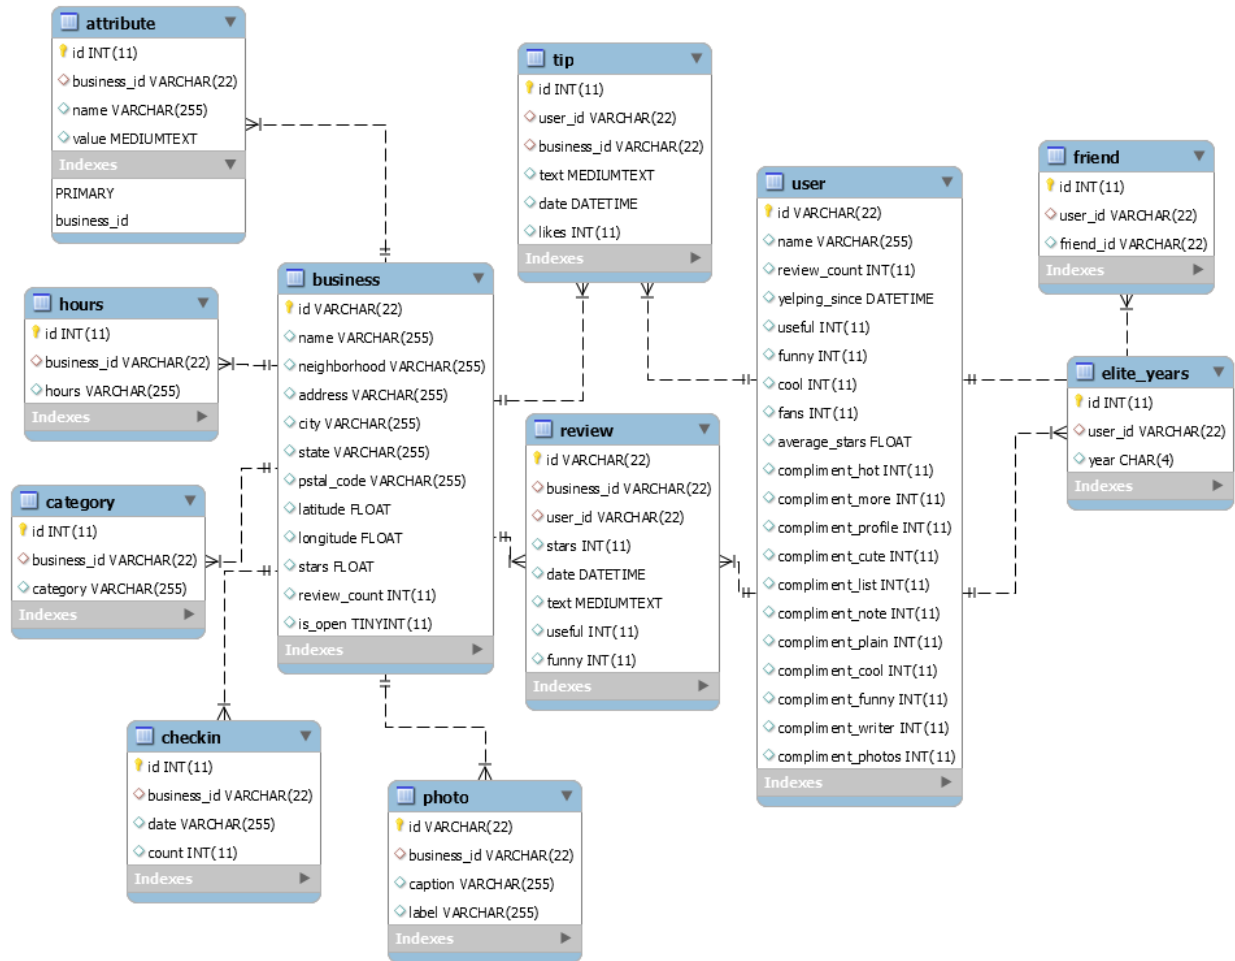 attribute
id INT(11)
business_id VARCHAR(22)
name VARCHAR(255)
value MEDIUMTEXT
Indexes
PRIMARY
business_id
tip
id INT(11)
user_id VARCHAR(22)
business_id VARCHAR(22)
text MEDIUMTEXT
date DATETIME
likes INT(11)
Indexes
friend
id INT(11)
user_id VARCHAR(22)
friend_id VARCHAR(22)
Indexes
user
id VARCHAR(22)
name VARCHAR(255)
review_count INT(11)
yelping_since DATETIME
useful INT(11)
funny INT(11)
cool INT(11)
fans INT(11)
average_stars FLOAT
compliment_hot INT(11)
compliment_more INT(11)
compliment_profile INT(11)
compliment_cute INT(11)
compliment_list INT(11)
compliment_note INT(11)
compliment_plain INT(11)
compliment_cool INT(11)
compliment_funny INT(11)
compliment_writer INT(11)
compliment_photos INT(11)
Indexes
business
id VARCHAR(22)
name VARCHAR(255)
neighborhood VARCHAR(255)
address VARCHAR(255)
city VARCHAR(255)
state VARCHAR(255)
pstal_code VARCHAR(255)
latitude FLOAT
longitude FLOAT
stars FLOAT
review_count INT(11)
is_open TINYINT(11)
Indexes
hours
id INT(11)
business_id VARCHAR(22)
hours VARCHAR(255)
Indexes
elite_years
id INT(11)
user_id VARCHAR(22)
year CHAR(4)
Indexes
review
id VARCHAR(22)
business_id VARCHAR(22)
user_id VARCHAR(22)
stars INT(11)
date DATETIME
text MEDIUMTEXT
useful INT(11)
funny INT(11)
Indexes
category
id INT(11)
business_id VARCHAR(22)
category VARCHAR(255)
Indexes
checkin
id INT(11)
business_id VARCHAR(22)
date VARCHAR(255)
count INT(11)
Indexes
photo
id VARCHAR(22)
business_id VARCHAR(22)
caption VARCHAR(255)
label VARCHAR(255)
Indexes